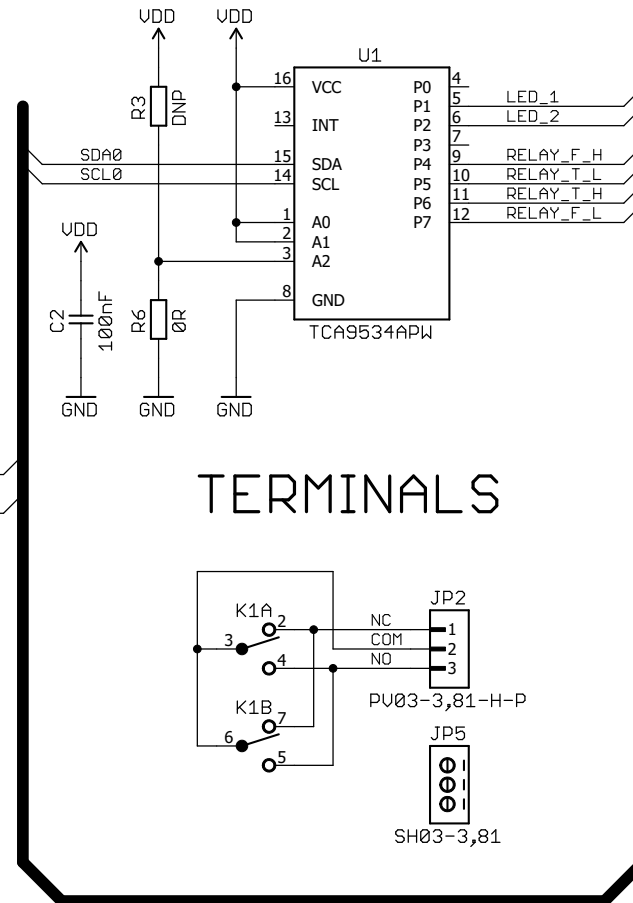 VDD VDD
U1
R3 DNP
16 VCC P0 4
P1 5 LED_1
13 INT P2 6 LED_2
P3 7
SDA0 15 SDA P4 9 RELAY_F_H
SCL0 14 SCL P5 10 RELAY_T_L
P6 11 RELAY_T_H
1 A0 P7 12 RELAY_F_L
2 A1
3 A2
VDD
8 GND
C2 100nF R6 0R
TCA9534APW
GND GND GND
TERMINALS
K1A 2 NC JP2
1
3 COM 2
4 NO 3
PV03-3,81-H-P
K1B 7
6
5
JP5
SH03-3,81